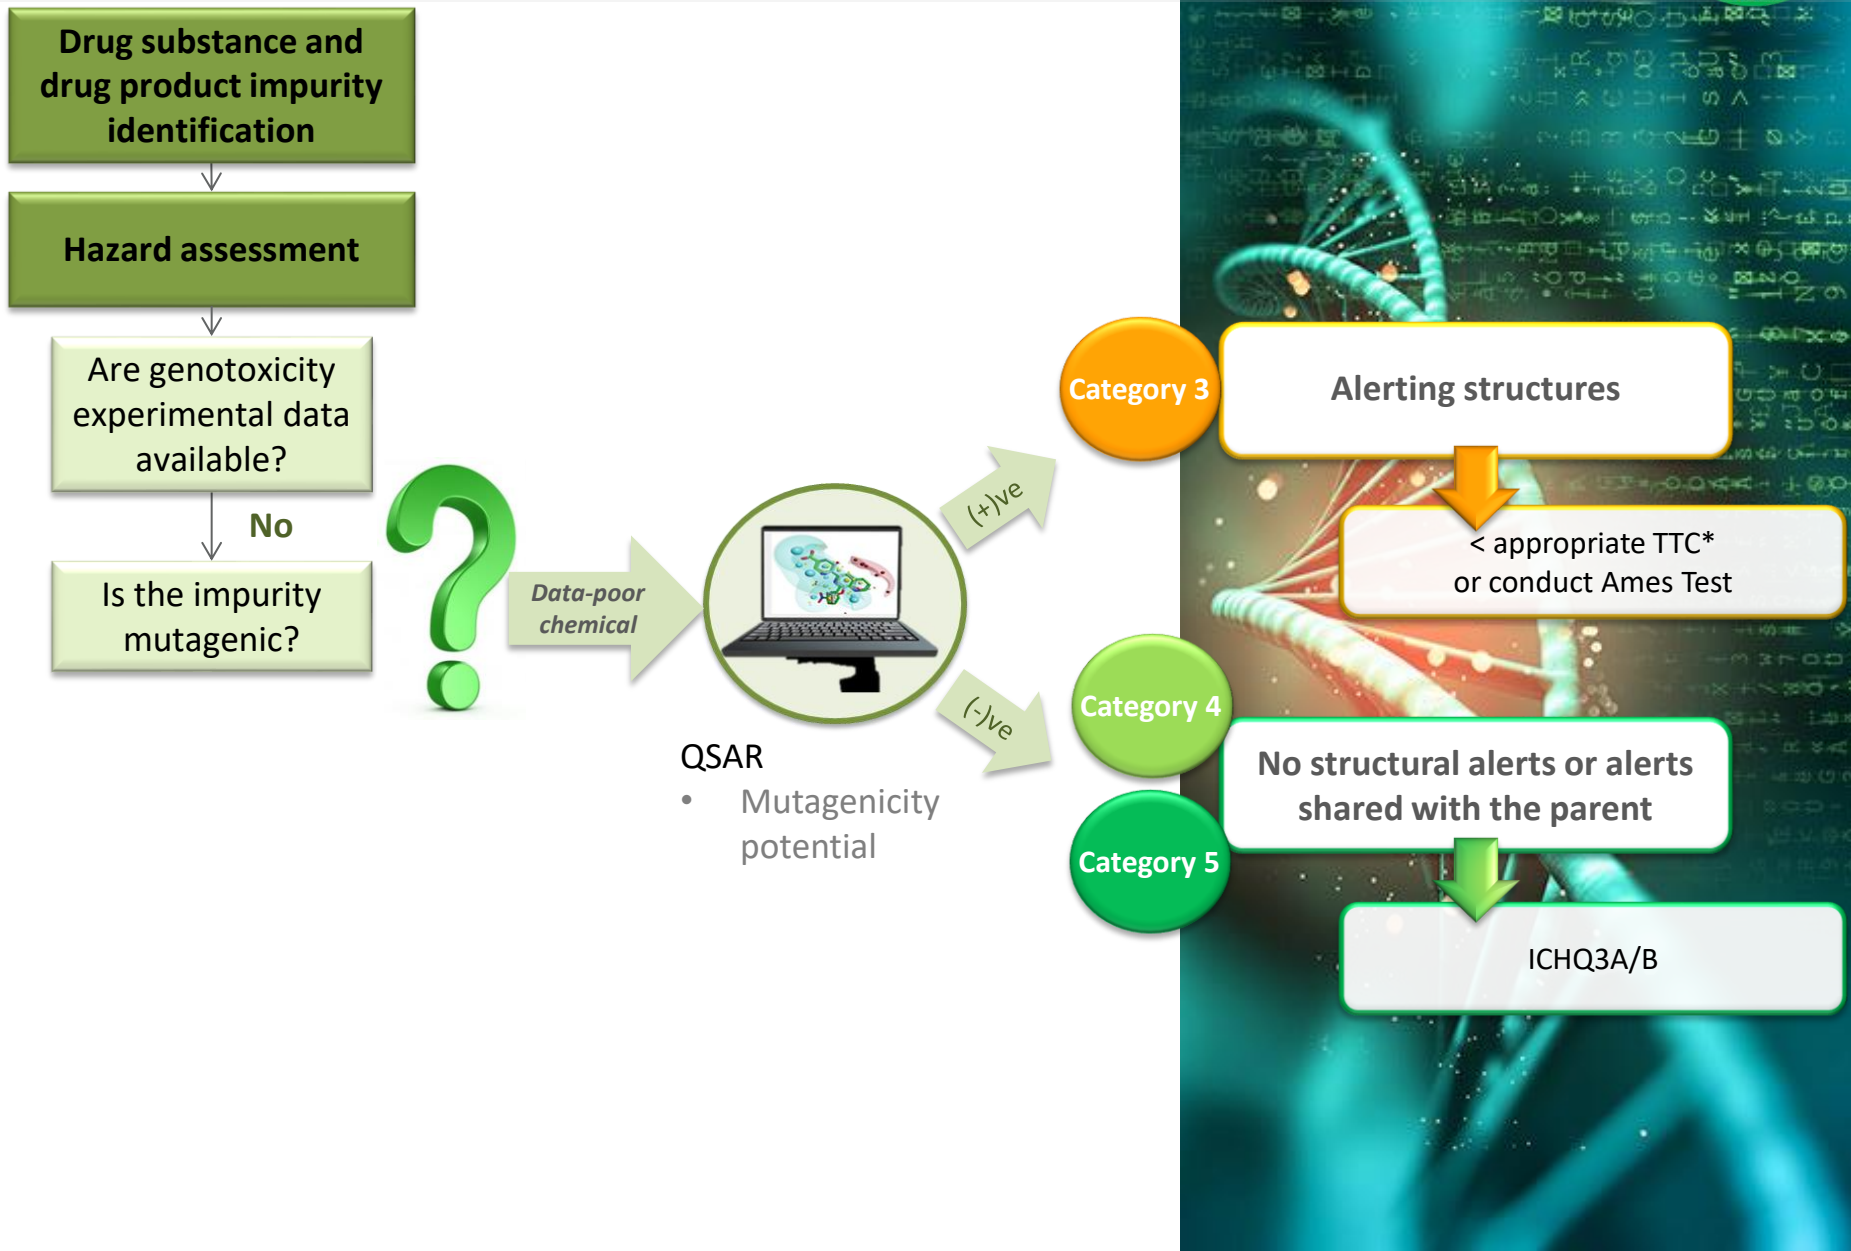 Drug substance and
drug product impurity
identification
Hazard assessment
Are genotoxicity
experimental data
available?
No
Is the impurity
mutagenic?
Data-poor
chemical
QSAR
• Mutagenicity
potential
(+)ve
(-)ve
Category 3
Alerting structures
< appropriate TTC*
or conduct Ames Test
Category 4
Category 5
No structural alerts or alerts
shared with the parent
ICHQ3A/B